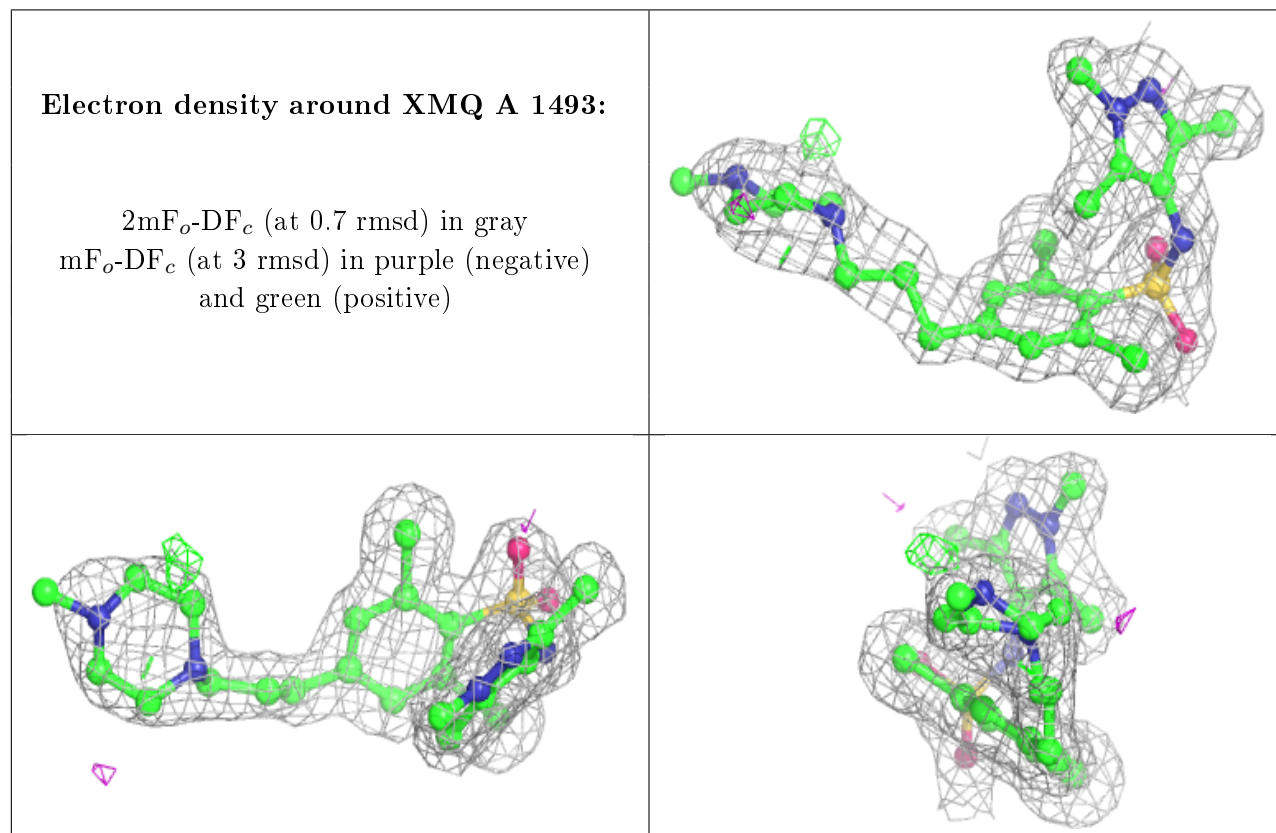 Electron density around XMQ A 1493:
2mFo-DFc (at 0.7 rmsd) in gray
mFo-DFc (at 3 rmsd) in purple (negative)
and green (positive)